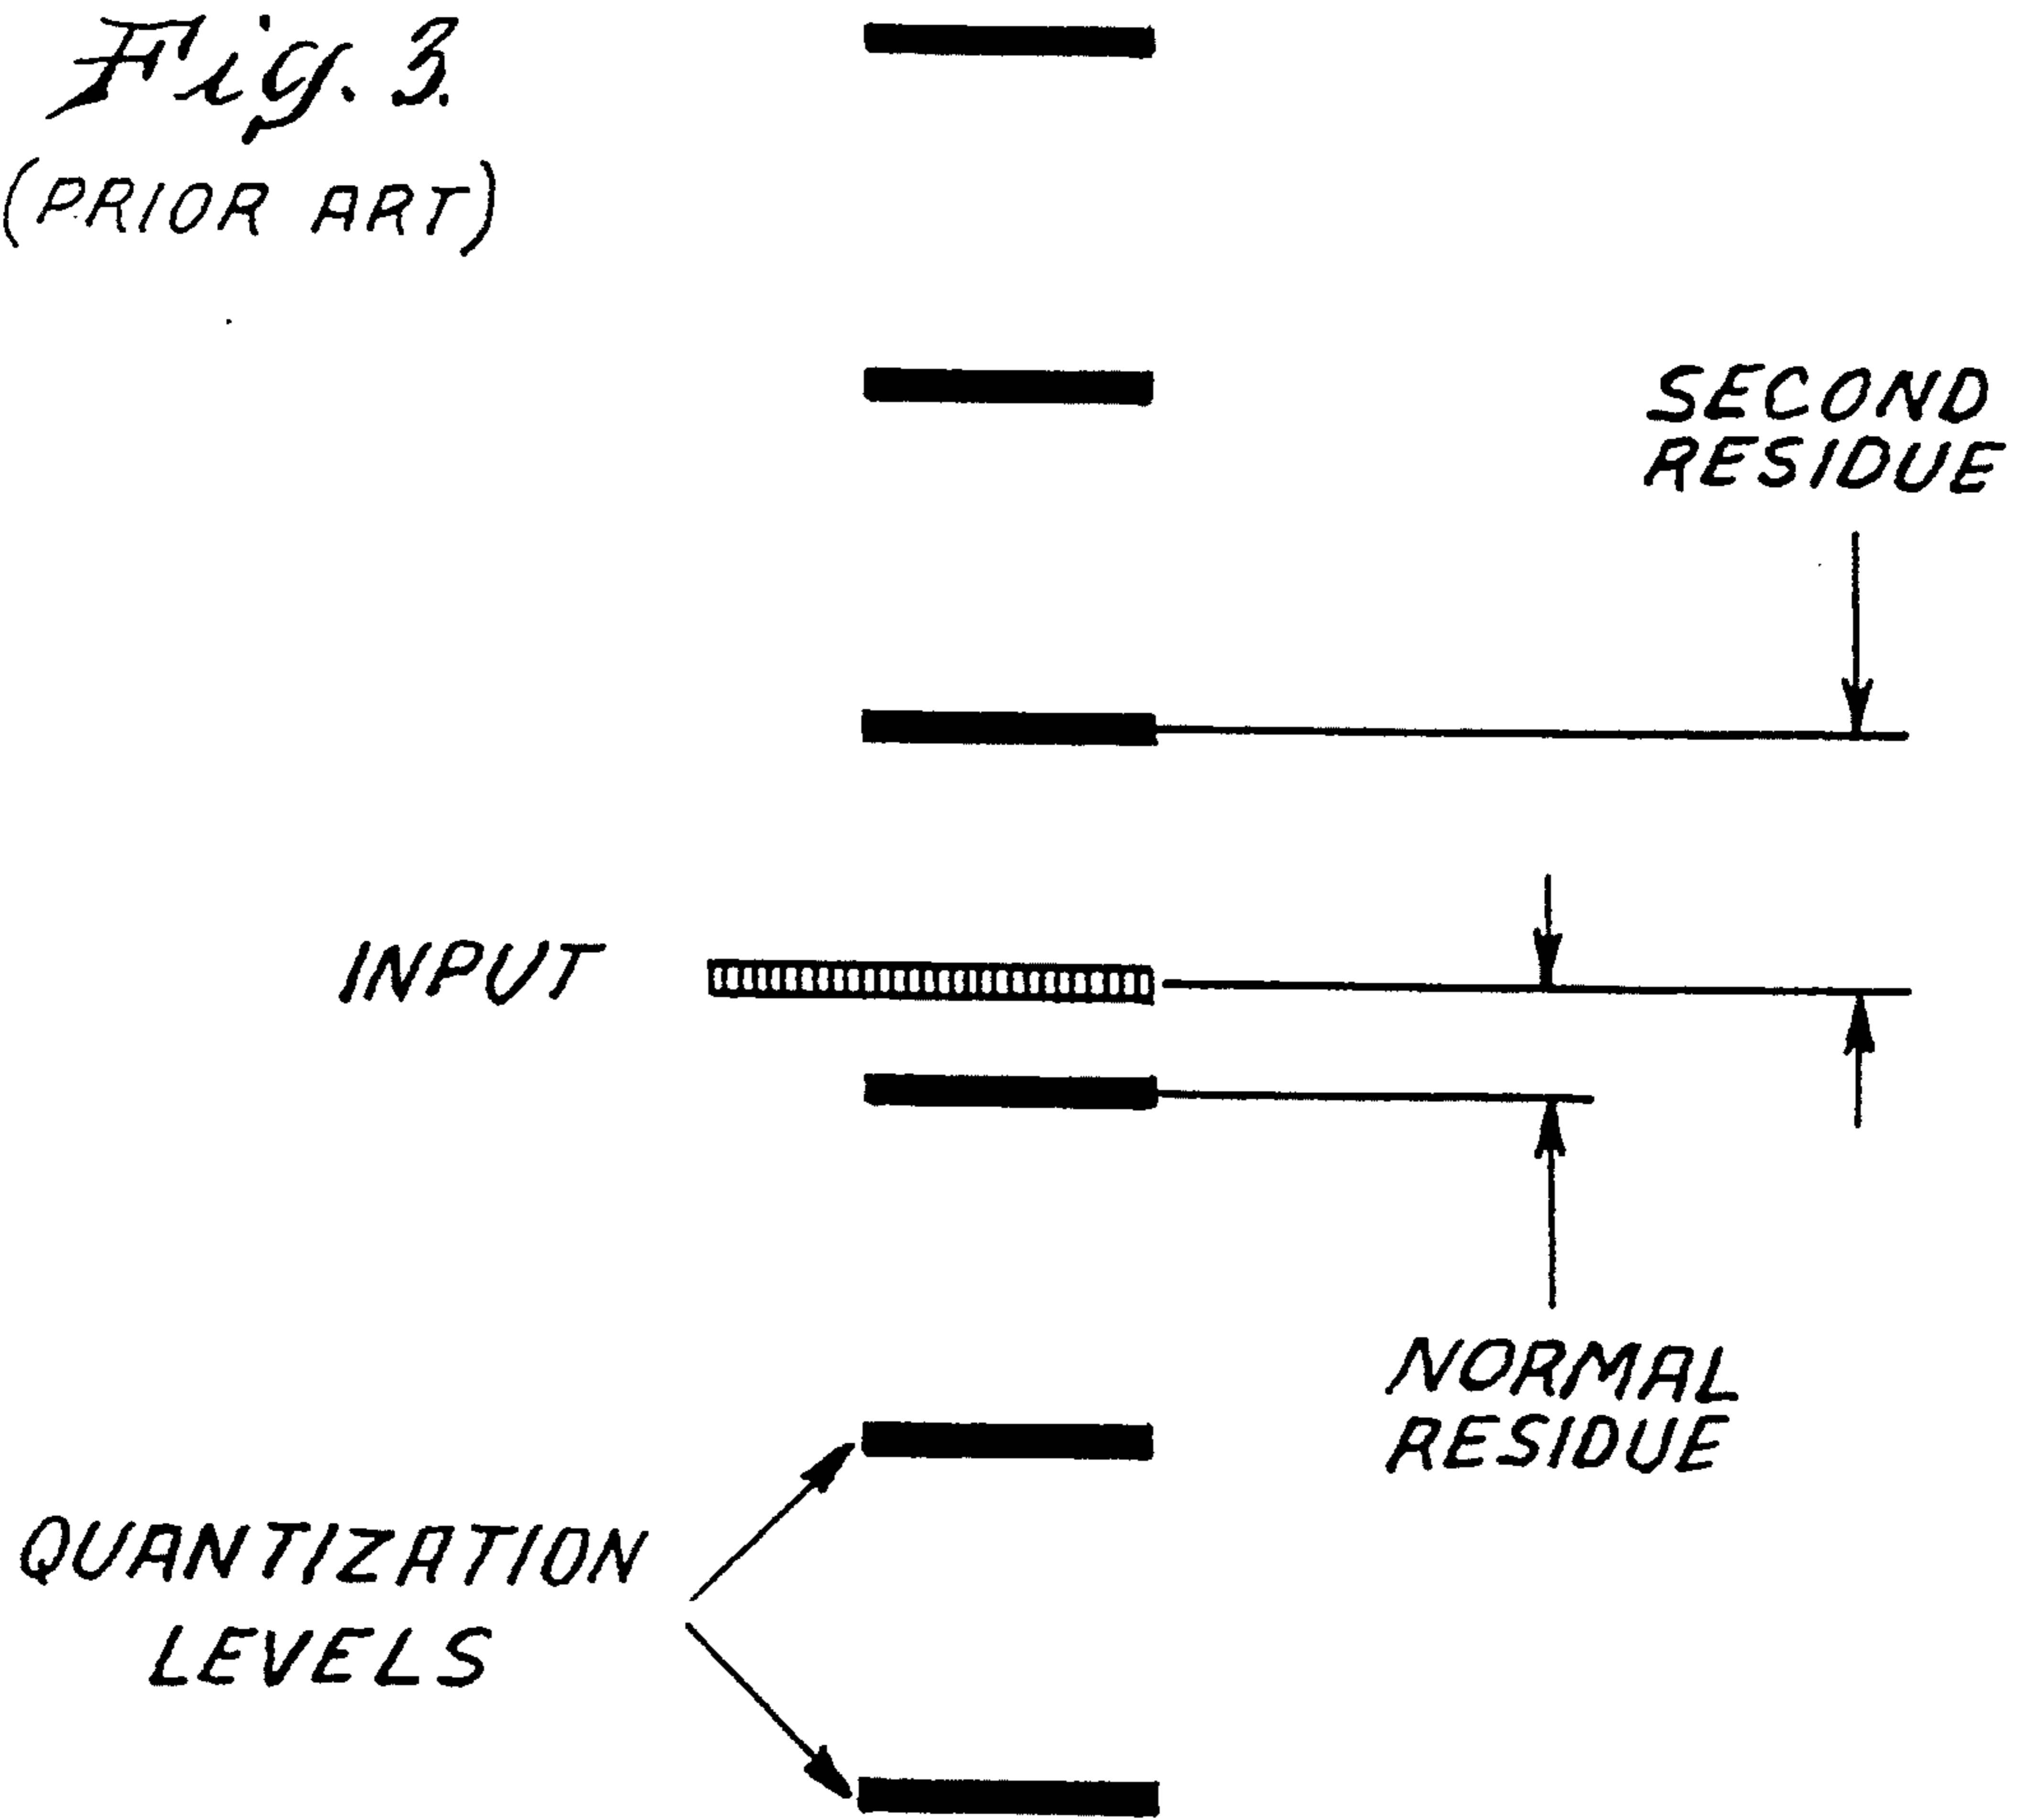 Fig. 3.
(PRIOR ART)
SECOND
RESIDUE
INPUT
NORMAL
RESIDUE
QUANTIZATION
LEVELS